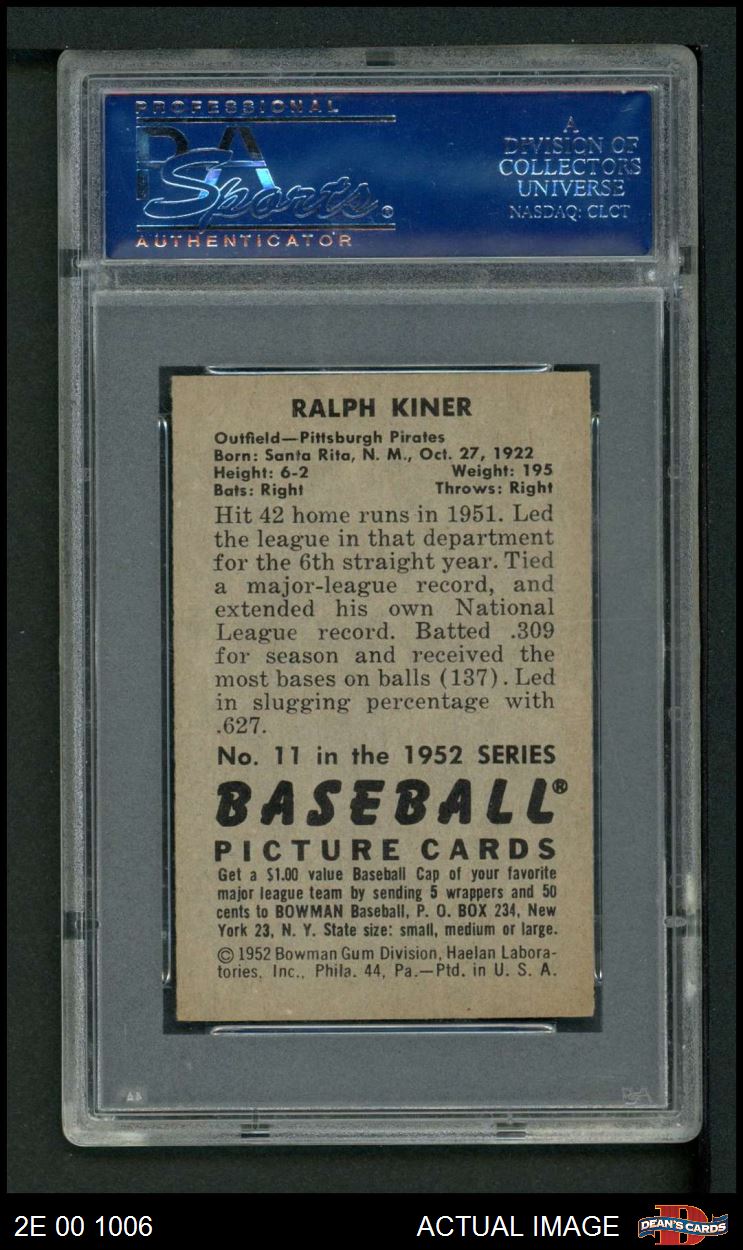 PROFESSIONAL
PSA
Sports®
AUTHENTICATOR
A
DIVISION OF
COLLECTORS
UNIVERSE
NASDAQ: CLCT
RALPH KINER
Outfield—Pittsburgh Pirates
Born: Santa Rita, N. M., Oct. 27, 1922
Height: 6-2 Weight: 195
Bats: Right Throws: Right
Hit 42 home runs in 1951. Led
the league in that department
for the 6th straight year. Tied
a major-league record, and
extended his own National
League record. Batted .309
for season and received the
most bases on balls (137). Led
in slugging percentage with
.627.
No. 11 in the 1952 SERIES
BASEBALL®
PICTURE CARDS
Get a $1.00 value Baseball Cap of your favorite
major league team by sending 5 wrappers and 50
cents to BOWMAN Baseball, P. O. BOX 234, New
York 23, N. Y. State size: small, medium or large.
© 1952 Bowman Gum Division, Haelan Labora-
tories, Inc., Phila. 44, Pa.—Ptd. in U. S. A.
PSA
2E 00 1006 ACTUAL IMAGE
DEAN'S CARDS